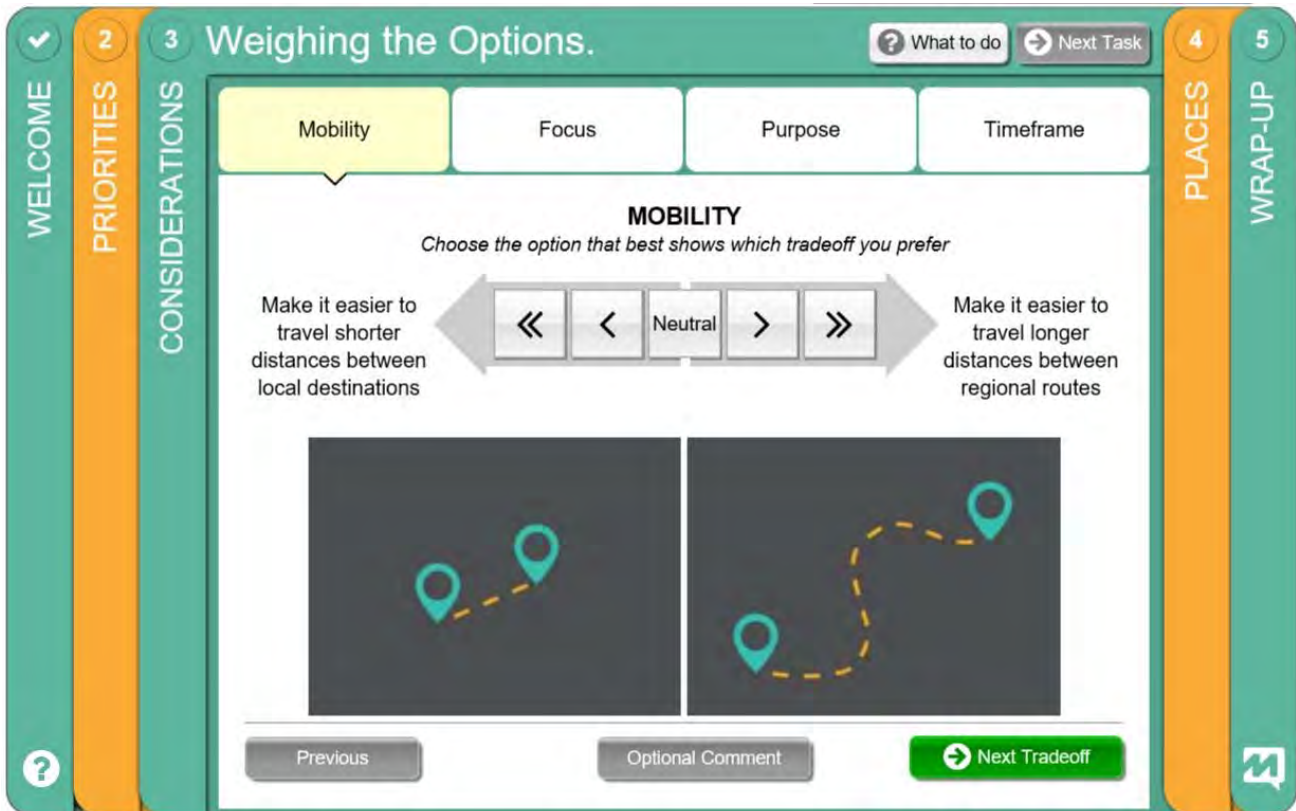 WELCOME
2
PRIORITIES
3
CONSIDERATIONS
Weighing the Options.
? What to do
Next Task
Mobility
Focus
Purpose
Timeframe
MOBILITY
Choose the option that best shows which tradeoff you prefer
Make it easier to
travel shorter
distances between
local destinations
Neutral
Make it easier to
travel longer
distances between
regional routes
Previous
Optional Comment
Next Tradeoff
4
PLACES
5
WRAP-UP
?